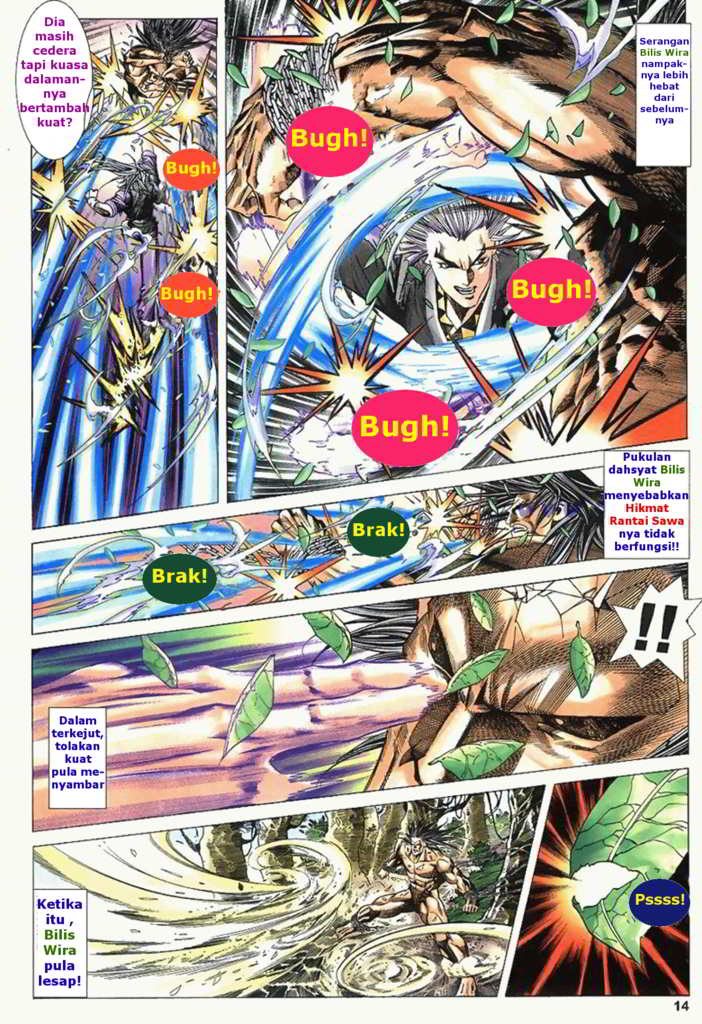 Dia
masih
cedera
tapi kuasa
dalaman-
nya
bertambah
kuat?
Bugh!
Bugh!
Serangan
Bilis Wira
nampak-
nya lebih
hebat
dari
sebelum-
nya
Bugh!
Bugh!
Bugh!
Pukulan
dahsyat Bilis
Wira
menyebabkan
Hikmat
Rantai Sawa
nya tidak
berfungsi!!
Brak!
Brak!
!!
Dalam
terkejut,
tolakan
kuat
pula me-
nyambar
Ketika
itu ,
Bilis
Wira
pula
lesap!
Pssss!
14